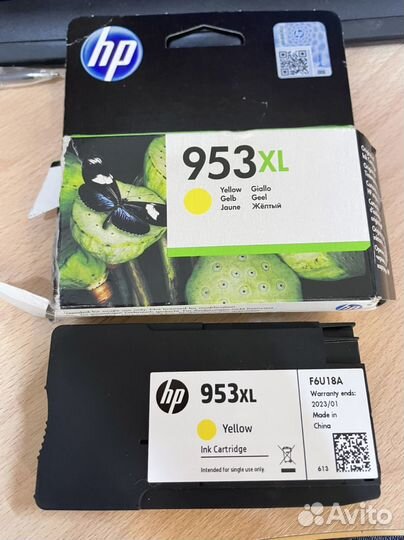 hp
953XL
Yellow Giallo
Gelb Geel
Jaune Жёлтый
hp
hp
953XL
Yellow
Ink Cartridge
Intended for single use only.
F6U18A
Warranty ends:
2023/01
Made in
China
613
Avito